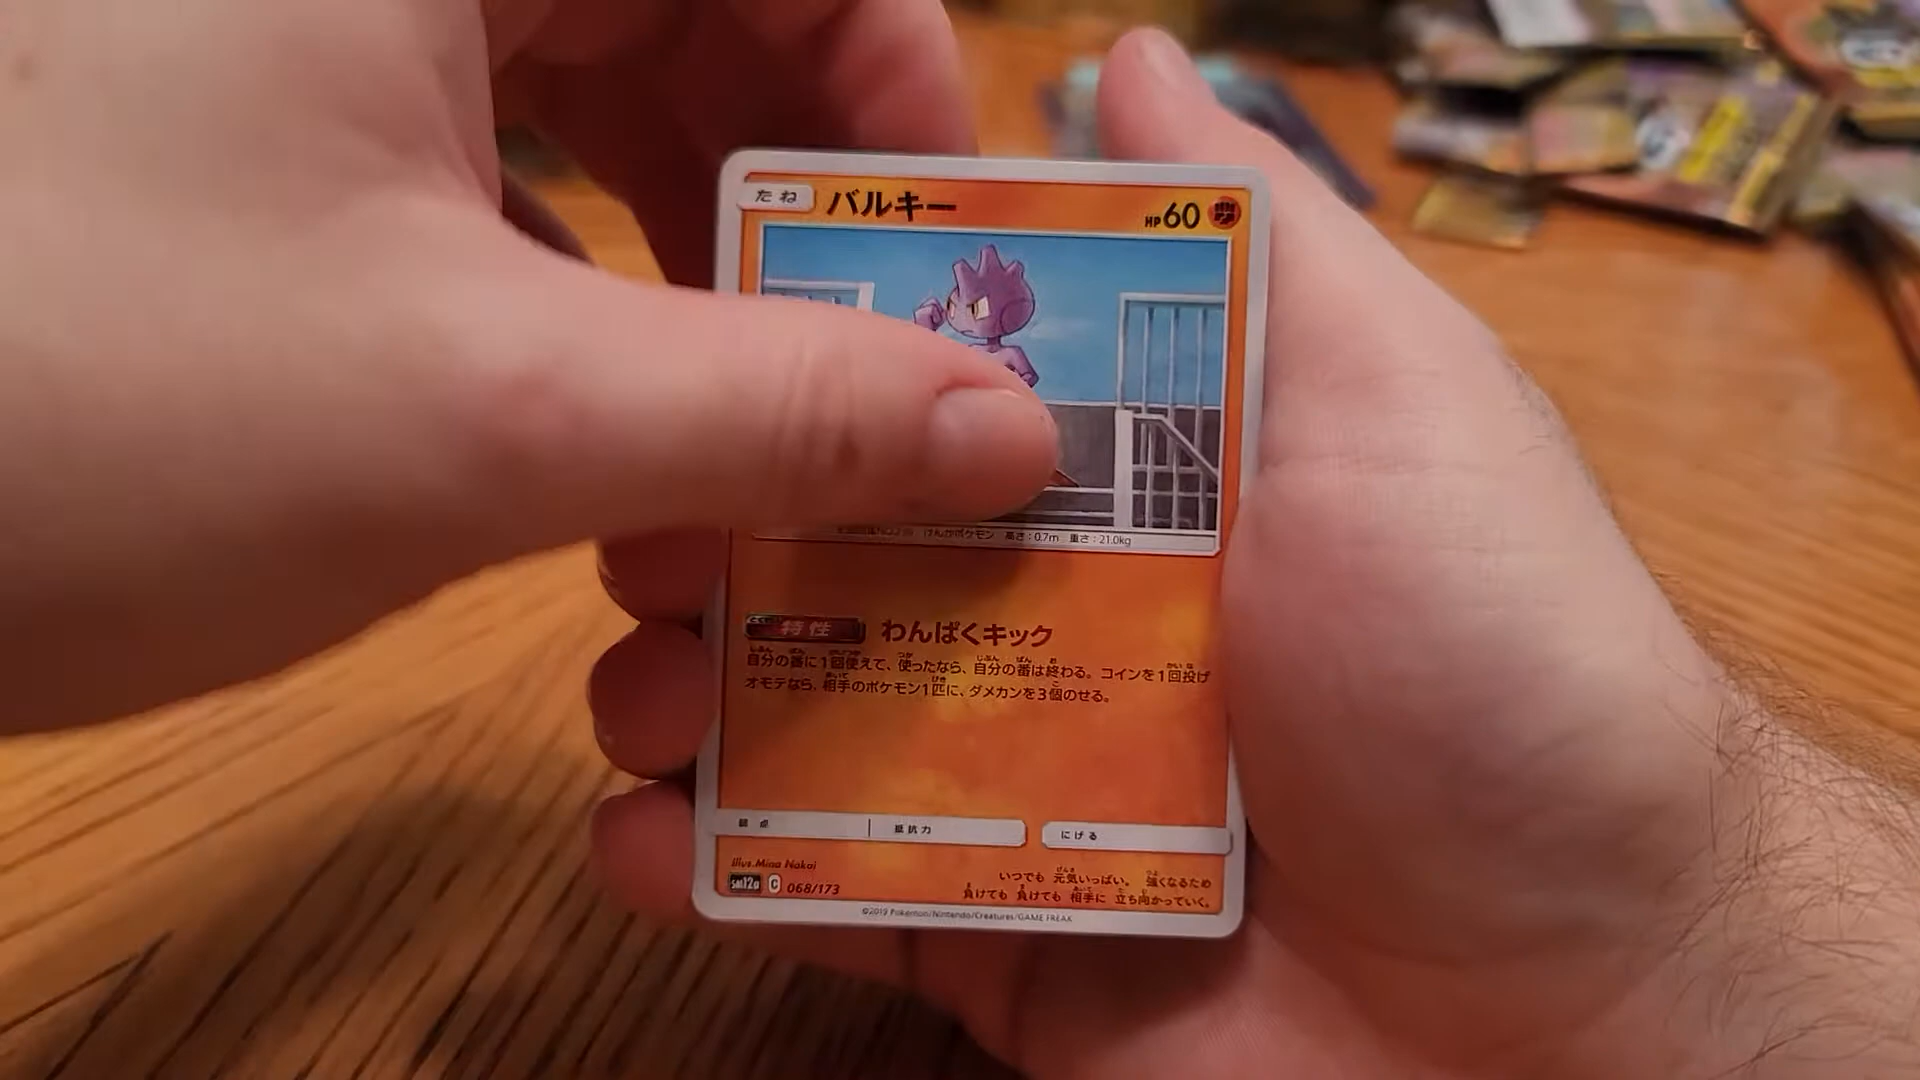 たね バルキー HP60
けんかポケモン 高さ：0.7m 重さ：21.0kg
特性 わんぱくキック
自分の番に1回使えて、使ったなら、自分の番は終わる。コインを1回投げ
オモテなら、相手のポケモン1匹に、ダメカンを3個のせる。
弱点 抵抗力 にげる
illus.Mina Nakai
SM12a C 068/173
いつでも 元気いっぱい。 強くなるため
負けても 負けても 相手に 立ち向かっていく。
©2019 Pokémon/Nintendo/Creatures/GAME FREAK